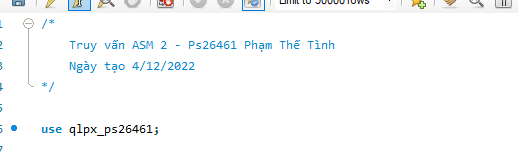 Limit to 50000 rows
1 /*
2 Truy vấn ASM 2 - Ps26461 Phạm Thế Tình
3 Ngày tạo 4/12/2022
4 */
5
6 use qlpx_ps26461;
7